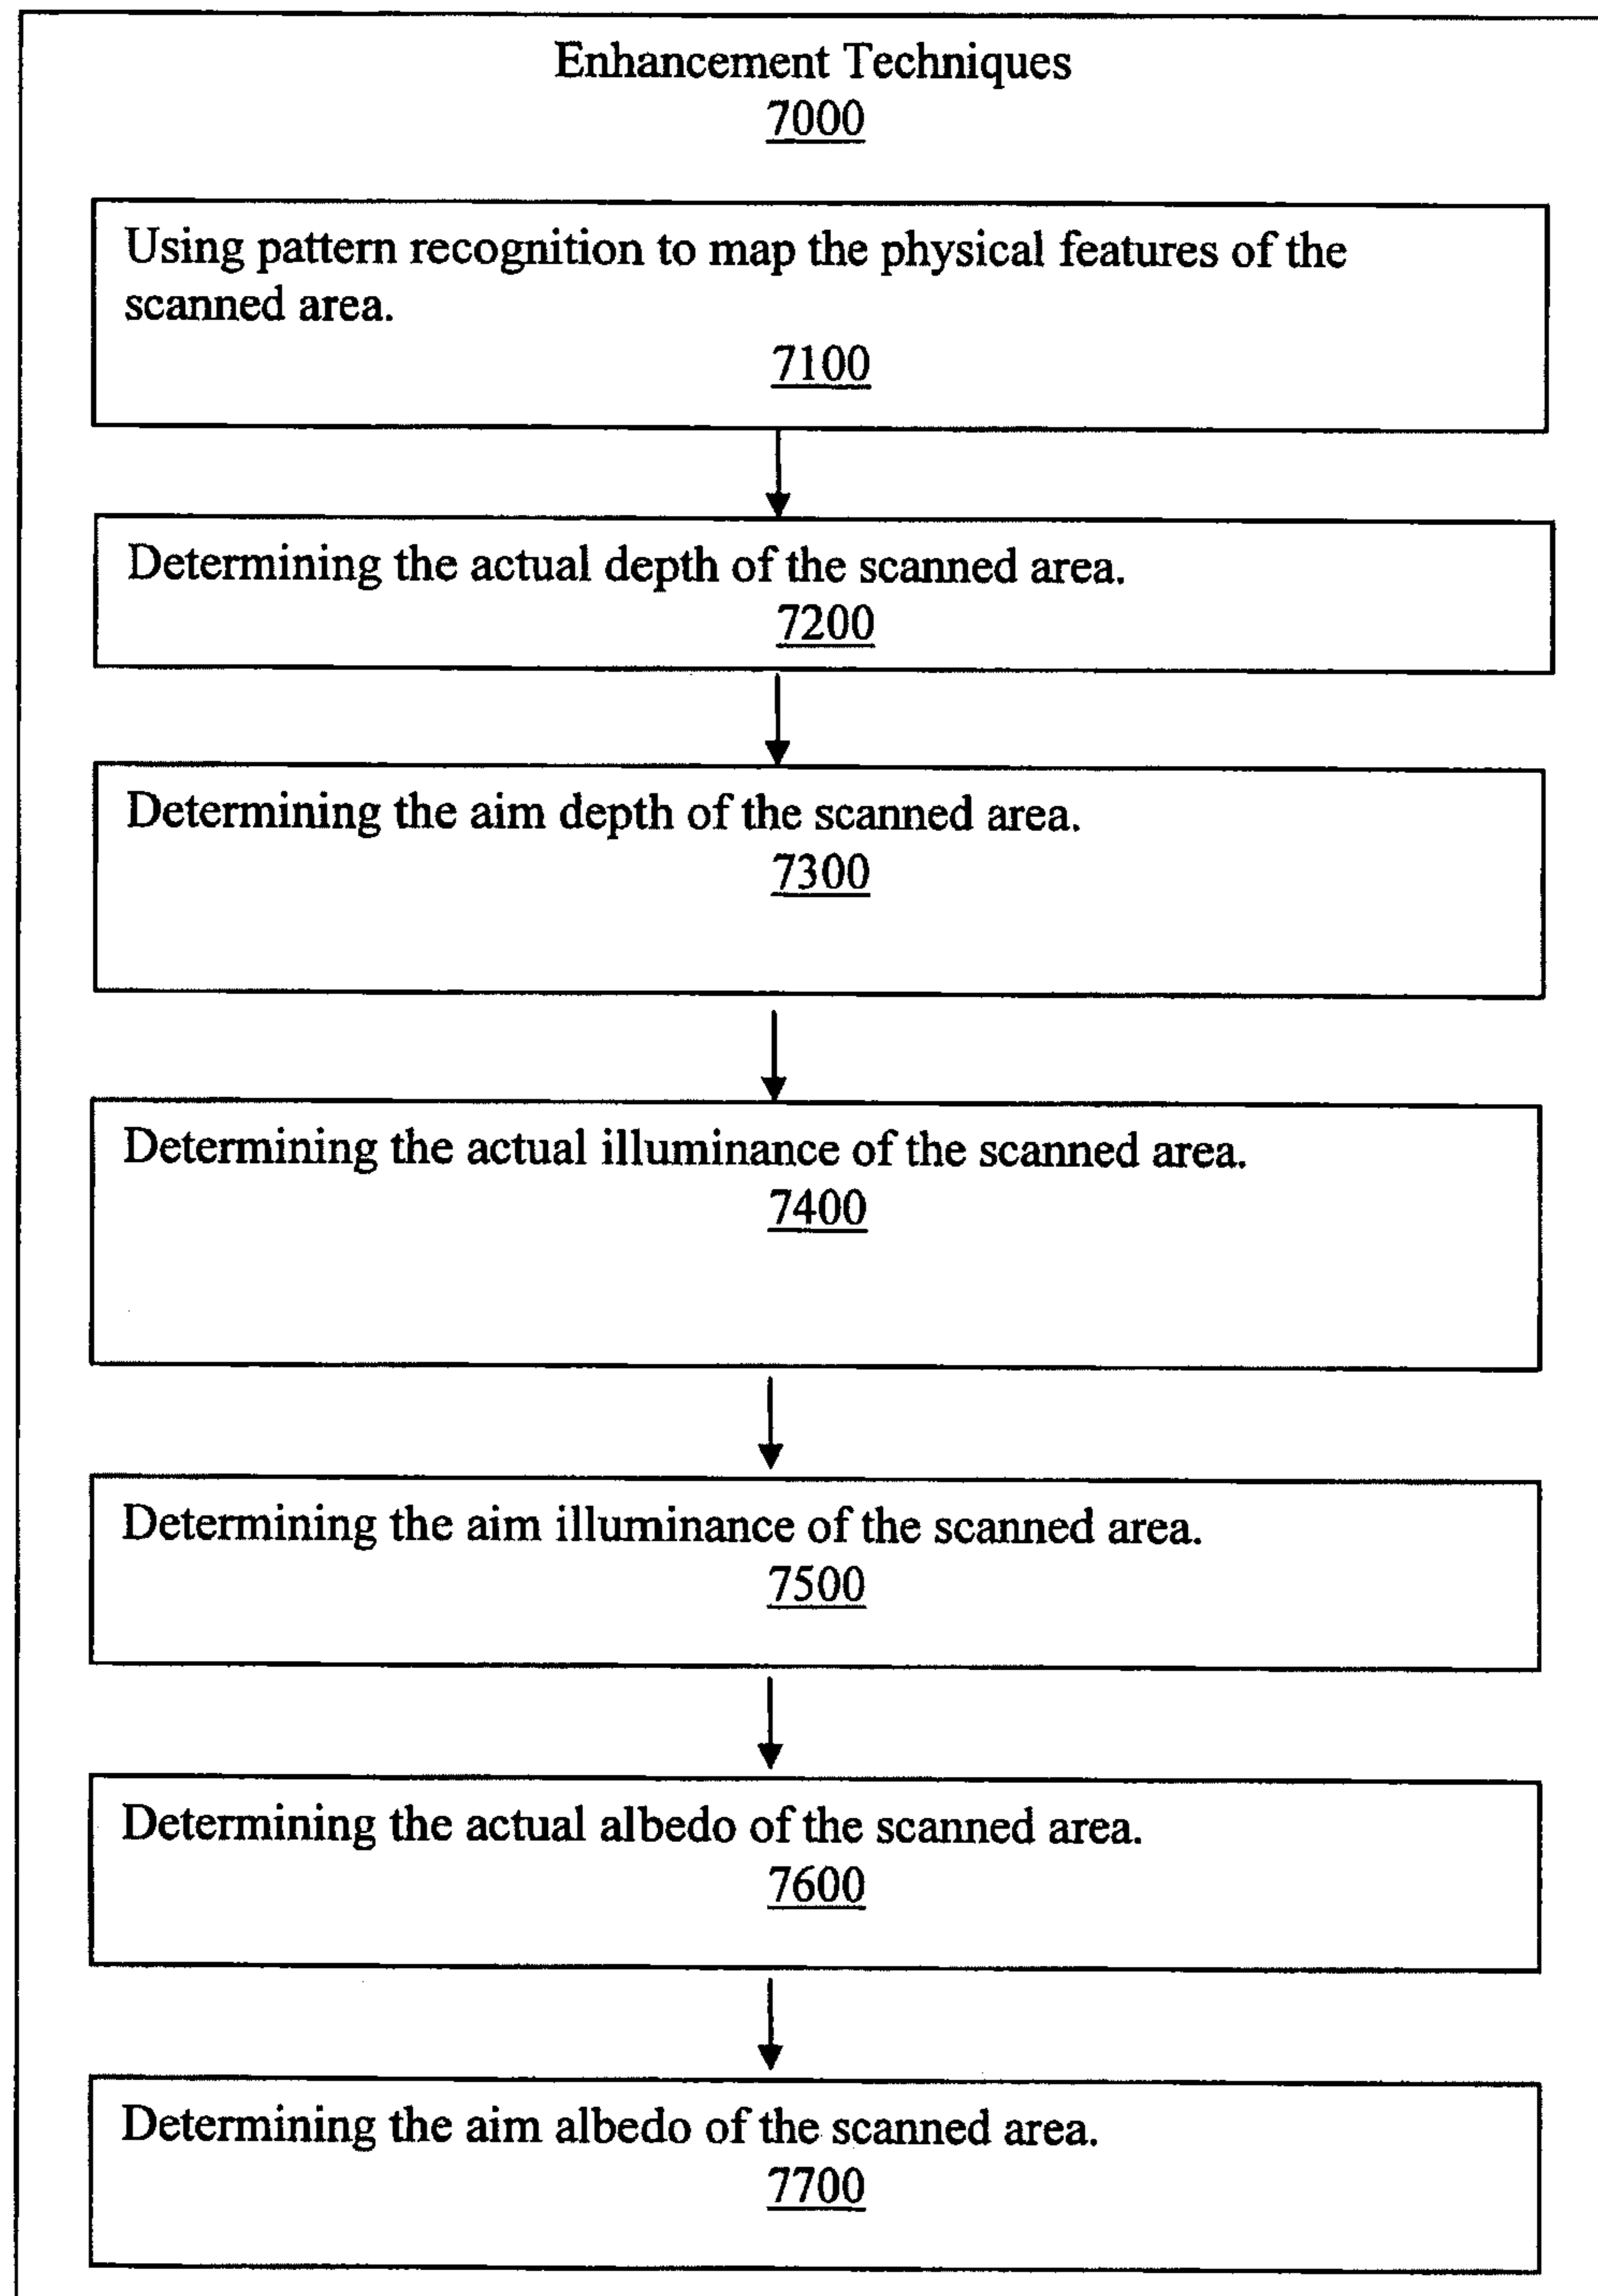 Enhancement Techniques
7000
Using pattern recognition to map the physical features of the
scanned area.
7100
Determining the actual depth of the scanned area.
7200
Determining the aim depth of the scanned area.
7300
Determining the actual illuminance of the scanned area.
7400
Determining the aim illuminance of the scanned area.
7500
Determining the actual albedo of the scanned area.
7600
Determining the aim albedo of the scanned area.
7700